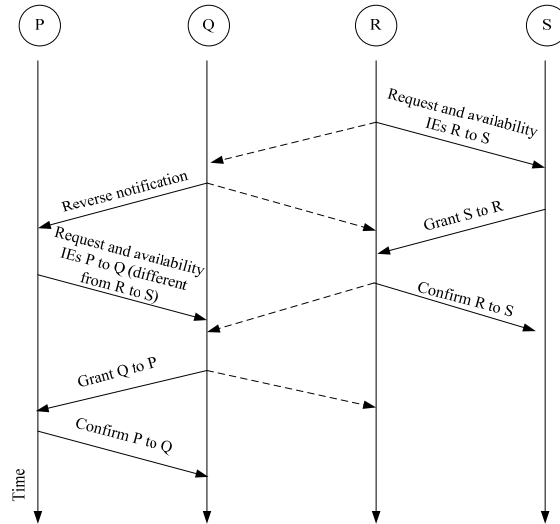 P
Q
R
S
Request and availability
IEs R to S
Reverse notification
Grant S to R
Request and availability
IEs P to Q (different
from R to S)
Confirm R to S
Grant Q to P
Confirm P to Q
Time